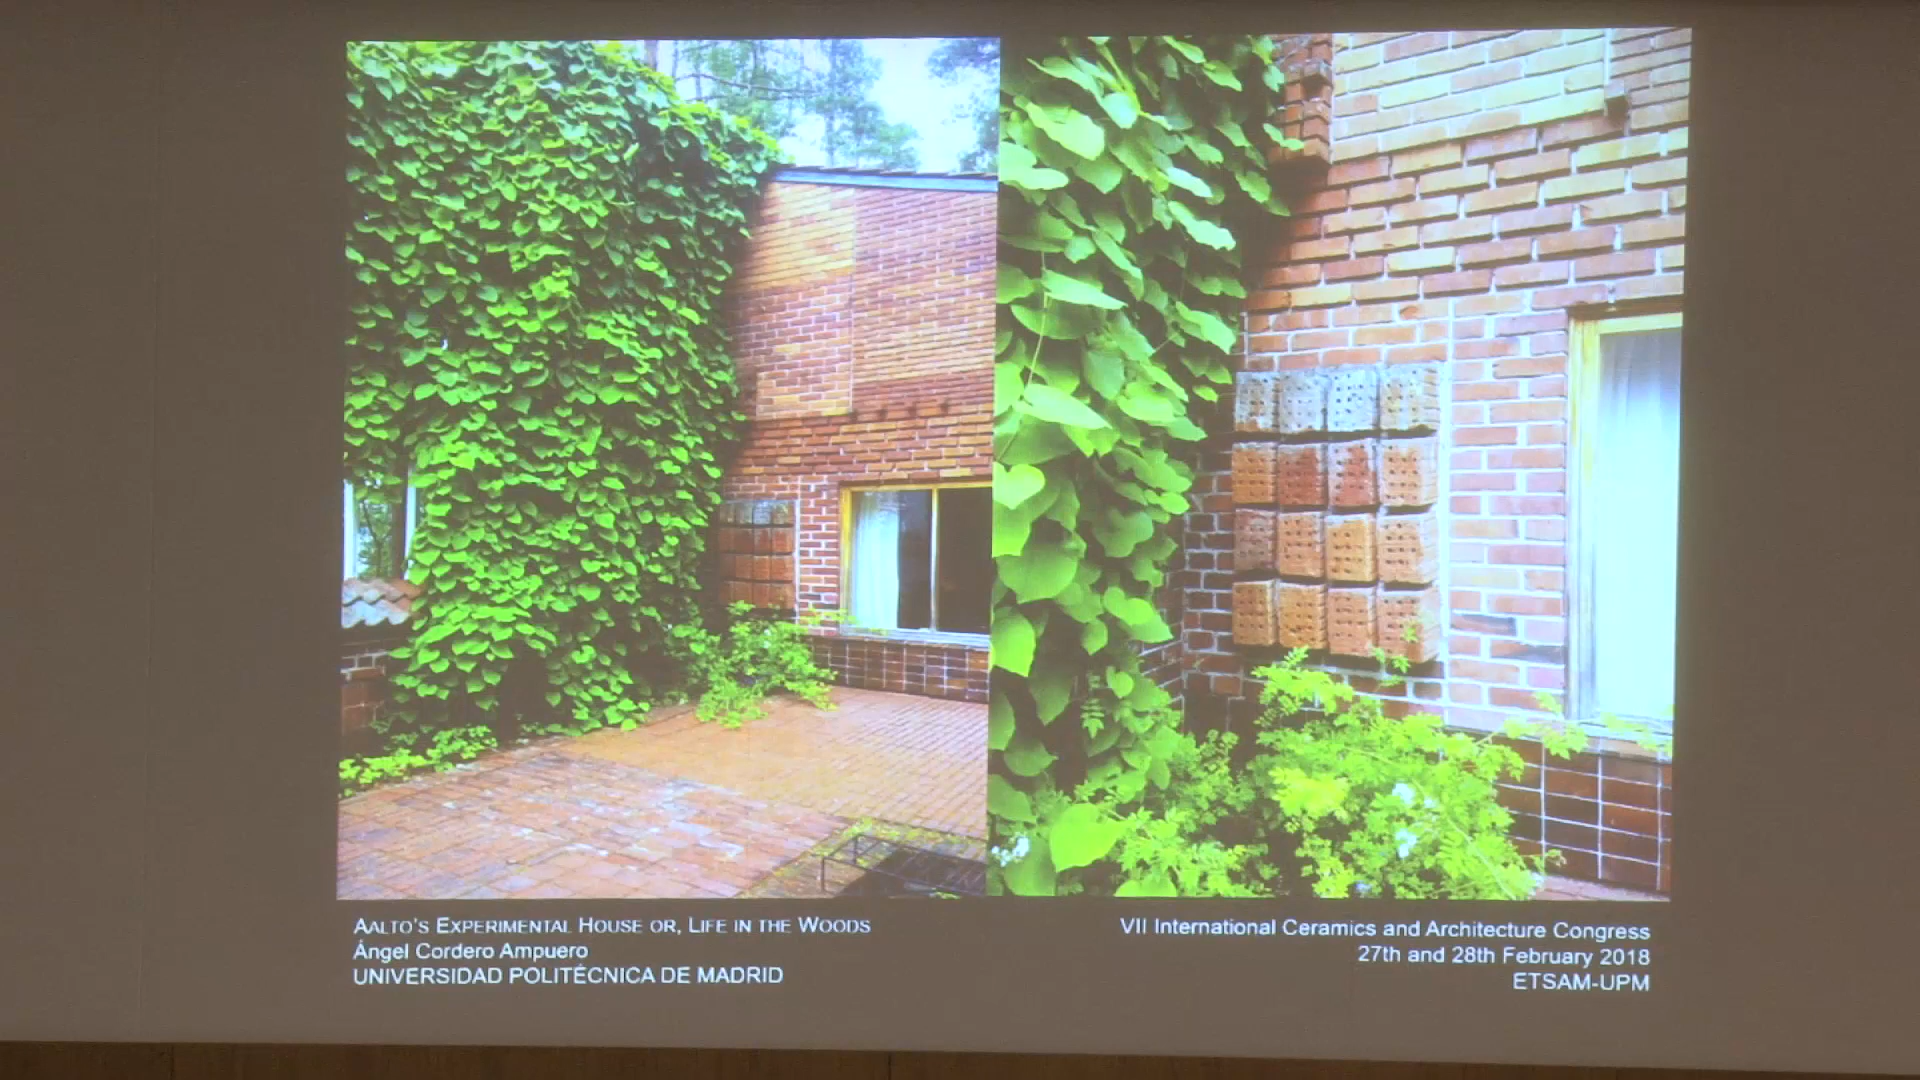 AALTO'S EXPERIMENTAL HOUSE OR, LIFE IN THE WOODS
Ángel Cordero Ampuero
UNIVERSIDAD POLITÉCNICA DE MADRID
VII International Ceramics and Architecture Congress
27th and 28th February 2018
ETSAM-UPM